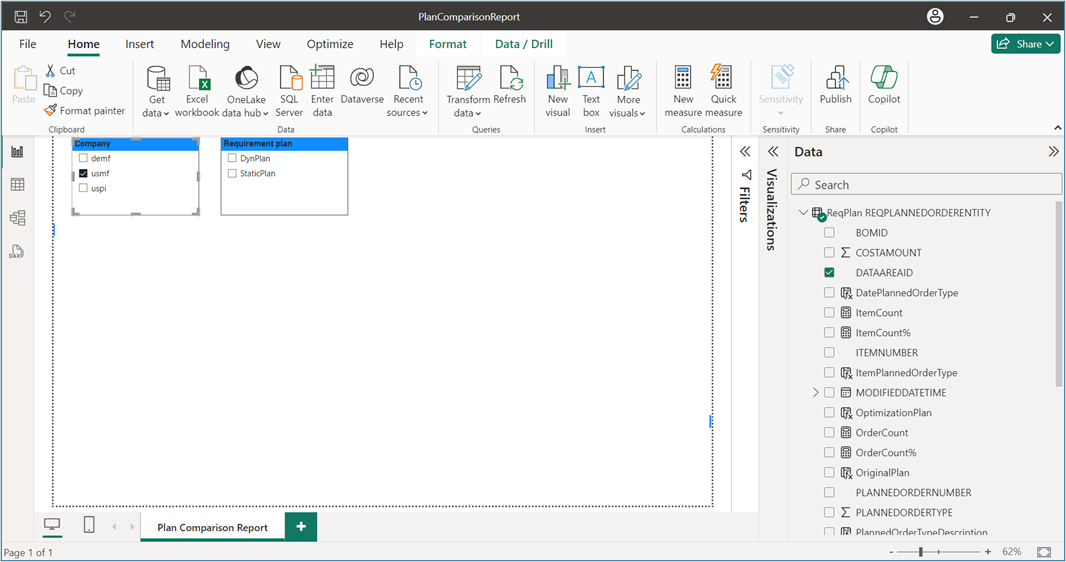 PlanComparisonReport
File Home Insert Modeling View Optimize Help Format Data / Drill Share
Paste
Cut
Copy
Format painter
Clipboard
Get data
Excel workbook
OneLake data hub
SQL Server
Enter data
Dataverse
Recent sources
Data
Transform data
Refresh
Queries
New visual
Text box
More visuals
Insert
New measure
Quick measure
Calculations
Sensitivity
Sensitivity
Publish
Share
Copilot
Copilot
Company
demf
usmf
uspi
Requirement plan
DynPlan
StaticPlan
Filters
Visualizations
Data
Search
ReqPlan REQPLANNEDORDERENTITY
BOMID
COSTAMOUNT
DATAAREAID
DatePlannedOrderType
ItemCount
ItemCount%
ITEMNUMBER
ItemPlannedOrderType
MODIFIEDDATETIME
OptimizationPlan
OrderCount
OrderCount%
OriginalPlan
PLANNEDORDERNUMBER
PLANNEDORDERTYPE
PlannedOrderTypeDescription
Plan Comparison Report
Page 1 of 1
- + 62%